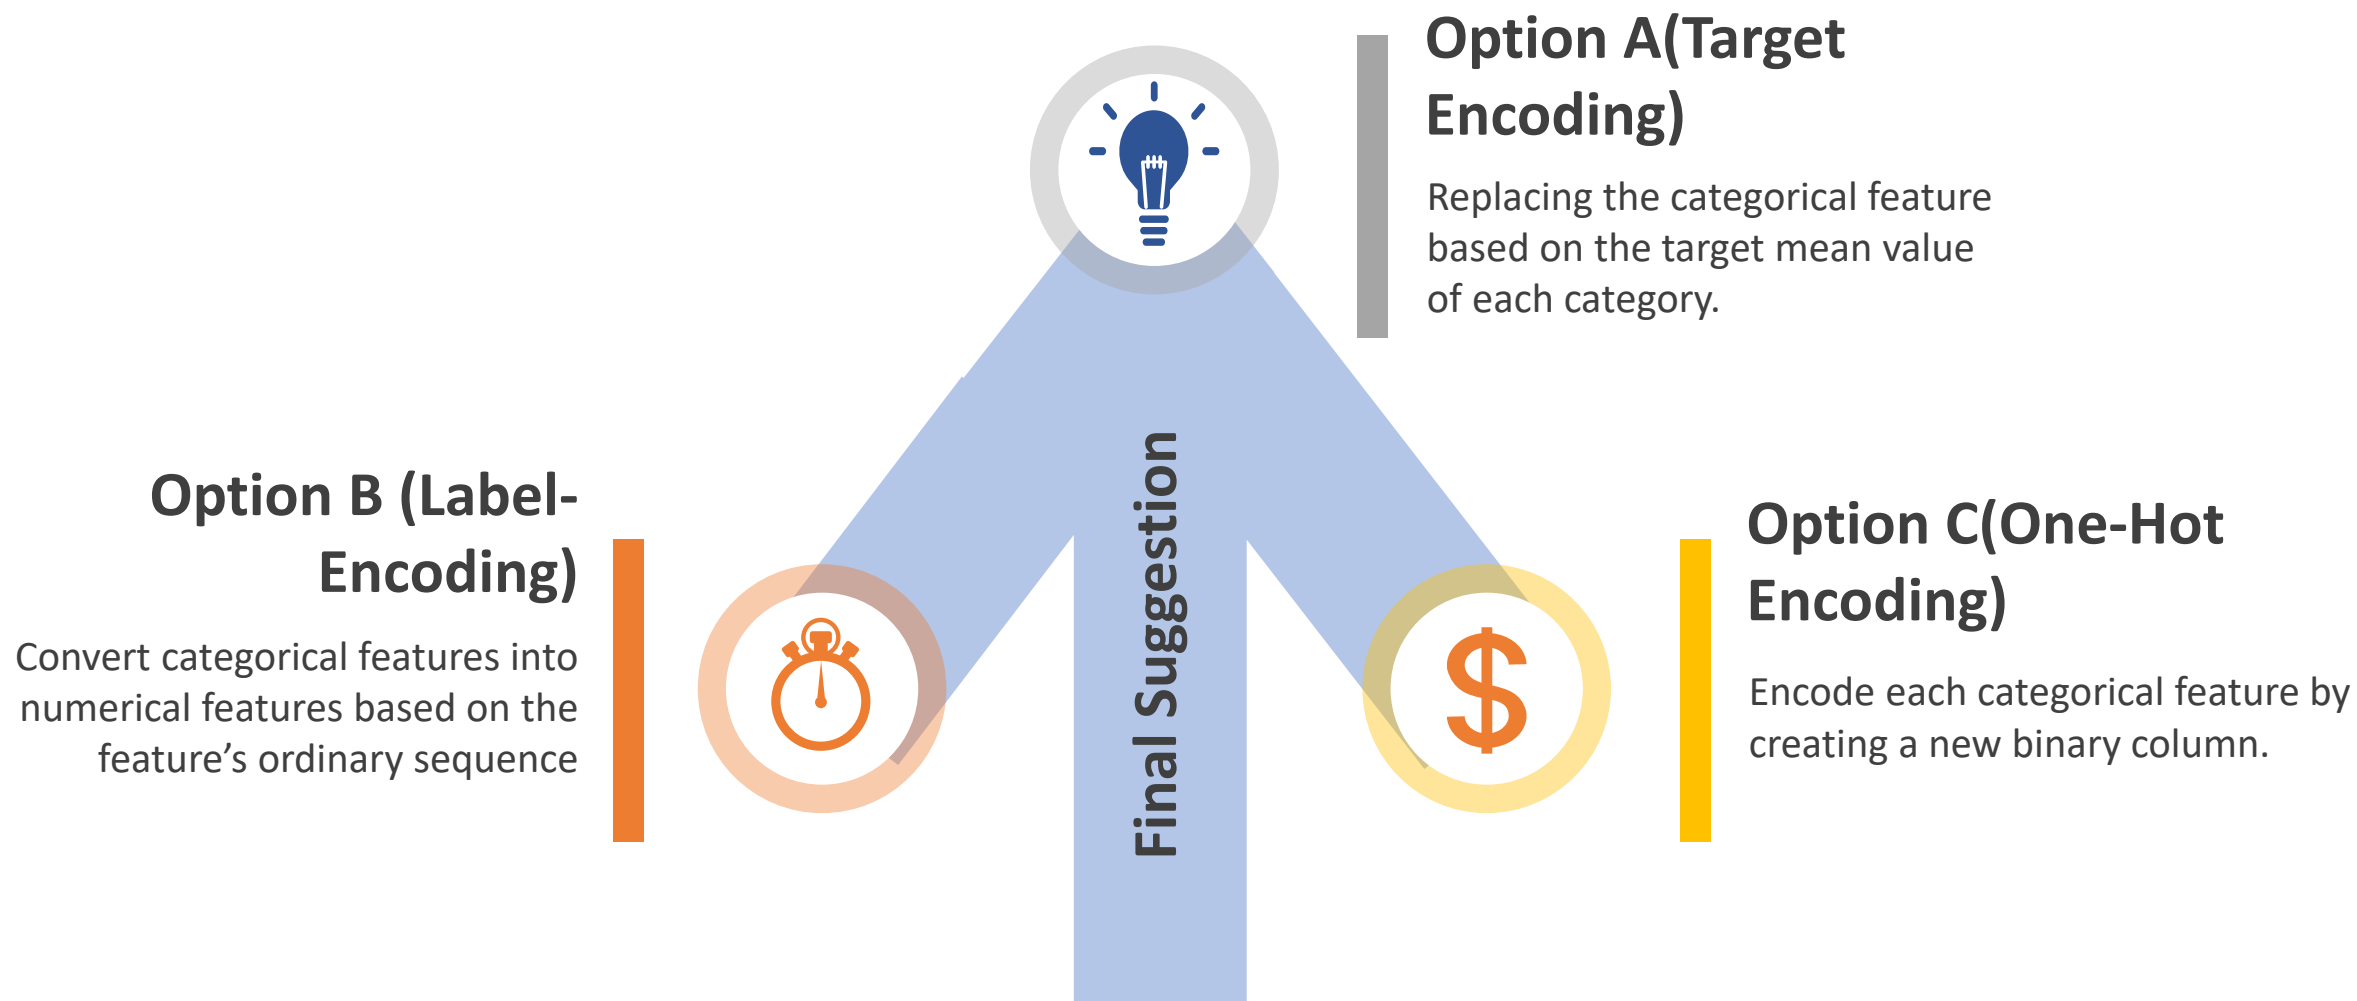 Option A(Target
Encoding)
Replacing the categorical feature
based on the target mean value
of each category.
Option B (Label-
Encoding)
Convert categorical features into
numerical features based on the
feature’s ordinary sequence
Final Suggestion
Option C(One-Hot
Encoding)
Encode each categorical feature by
creating a new binary column.
$